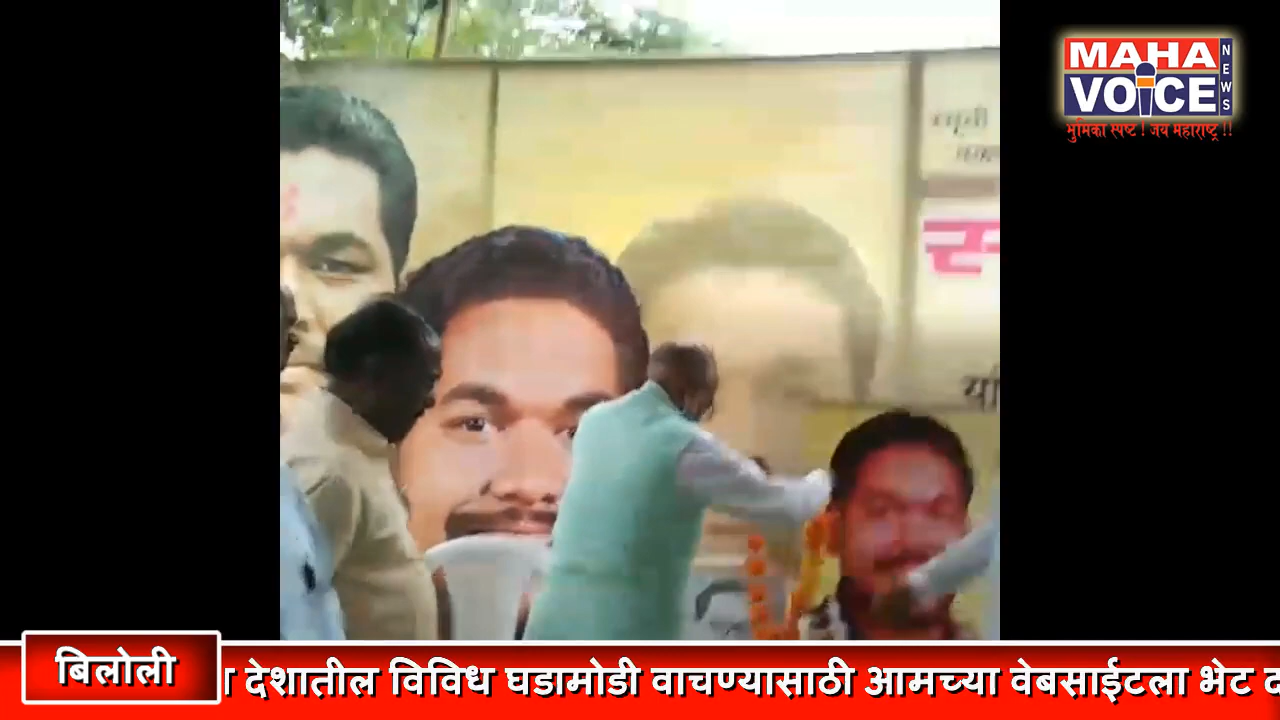 MAHA
VOICE
NEWS
भुमिका स्पष्ट ! जय महाराष्ट्र !!
बिलोली
देशातील विविध घडामोडी वाचण्यासाठी आमच्या वेबसाईटला भेट